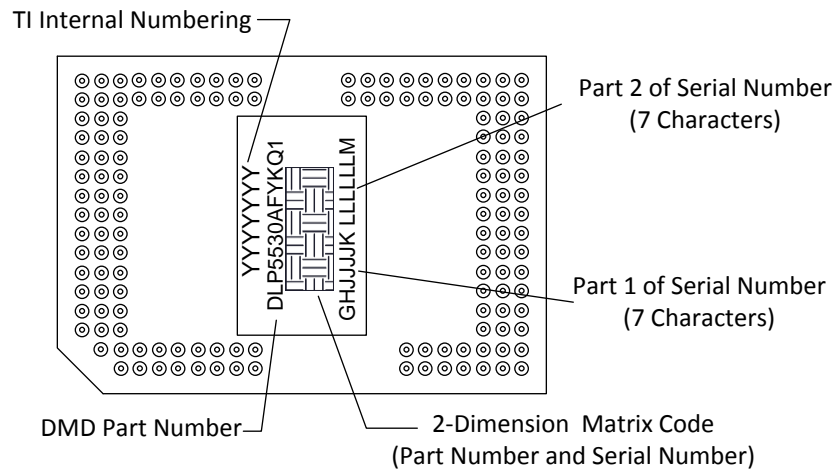 TI Internal Numbering
Part 2 of Serial Number
(7 Characters)
YYYYYYY
DLP5530AFYKQ1
GHJJJJK LLLLLLM
Part 1 of Serial Number
(7 Characters)
DMD Part Number
2-Dimension Matrix Code
(Part Number and Serial Number)